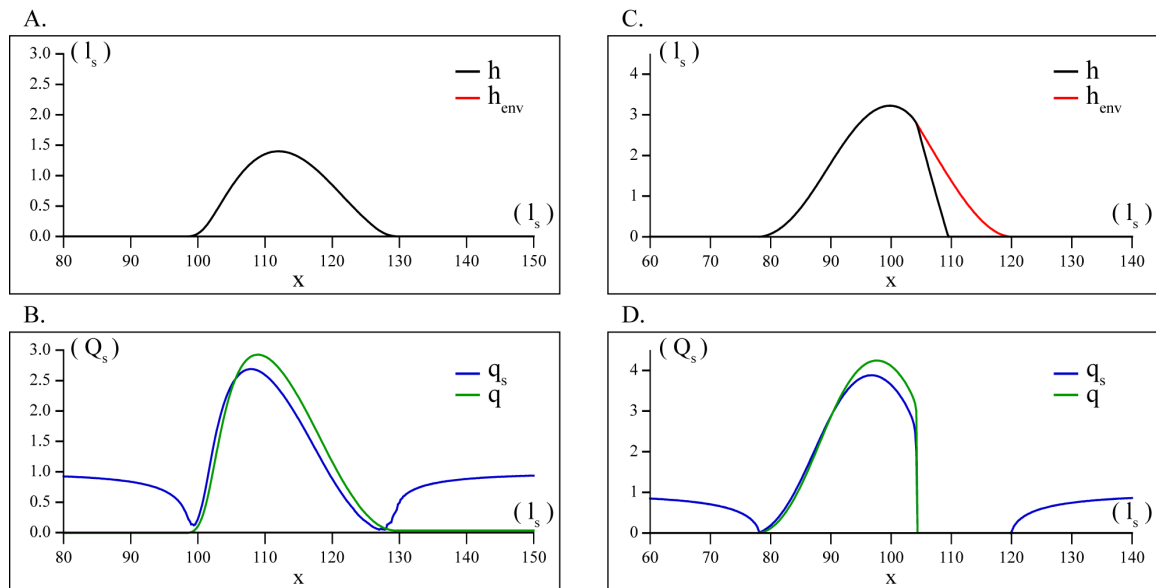 A.
( l_s )
3.0
2.5
2.0
1.5
1.0
0.5
0.0
h
h_env
( l_s )
80 90 100 110 120 130 140 150
x
B.
( Q_s )
3.0
2.5
2.0
1.5
1.0
0.5
0.0
q_s
q
( l_s )
80 90 100 110 120 130 140 150
x
C.
( l_s )
4
3
2
1
0
h
h_env
( l_s )
60 70 80 90 100 110 120 130 140
x
D.
( Q_s )
4
3
2
1
0
q_s
q
( l_s )
60 70 80 90 100 110 120 130 140
x